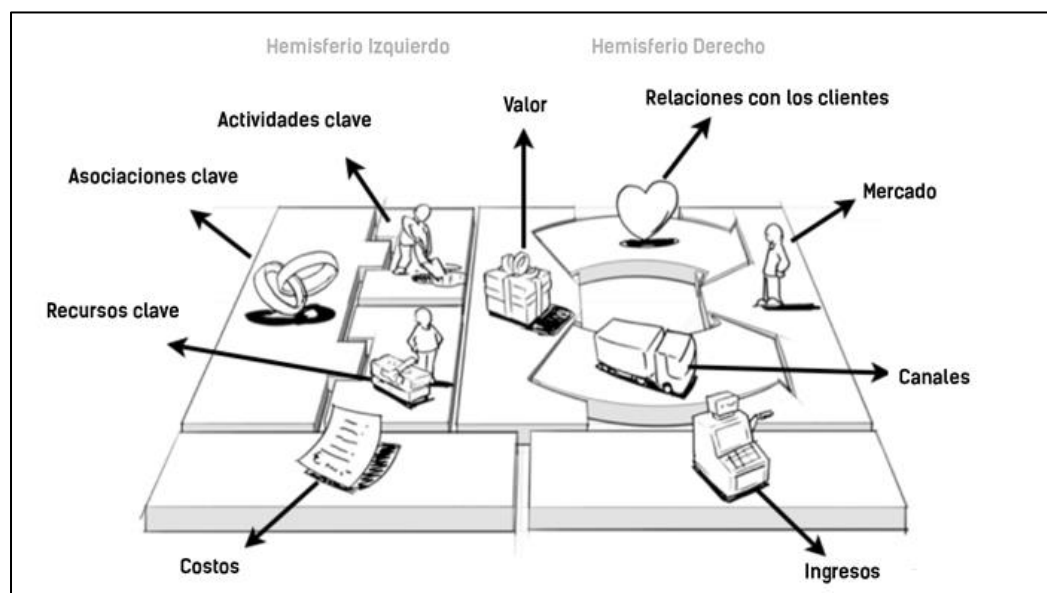 Hemisferio Izquierdo
Hemisferio Derecho
Relaciones con los clientes
Valor
Actividades clave
Asociaciones clave
Mercado
Recursos clave
Canales
Costos
Ingresos